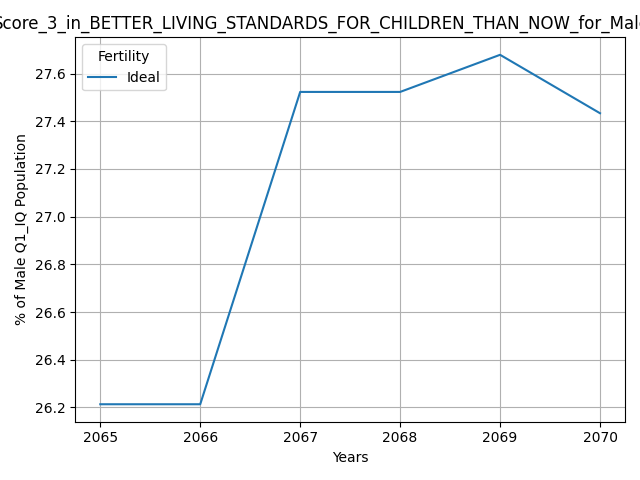 Score_3_in_BETTER_LIVING_STANDARDS_FOR_CHILDREN_THAN_NOW_for_Male
Fertility
Ideal
% of Male Q1_IQ Population
27.6
27.4
27.2
27.0
26.8
26.6
26.4
26.2
2065 2066 2067 2068 2069 2070
Years